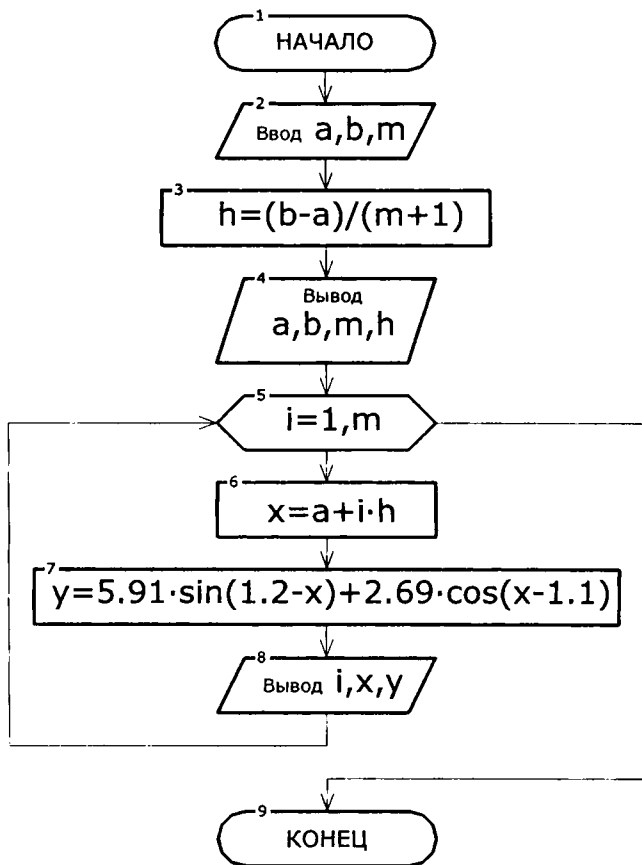 1
НАЧАЛО
2
Ввод a,b,m
3
h=(b-a)/(m+1)
4
Вывод
a,b,m,h
5
i=1,m
6
x=a+i·h
7
y=5.91·sin(1.2-x)+2.69·cos(x-1.1)
8
Вывод i,x,y
9
КОНЕЦ